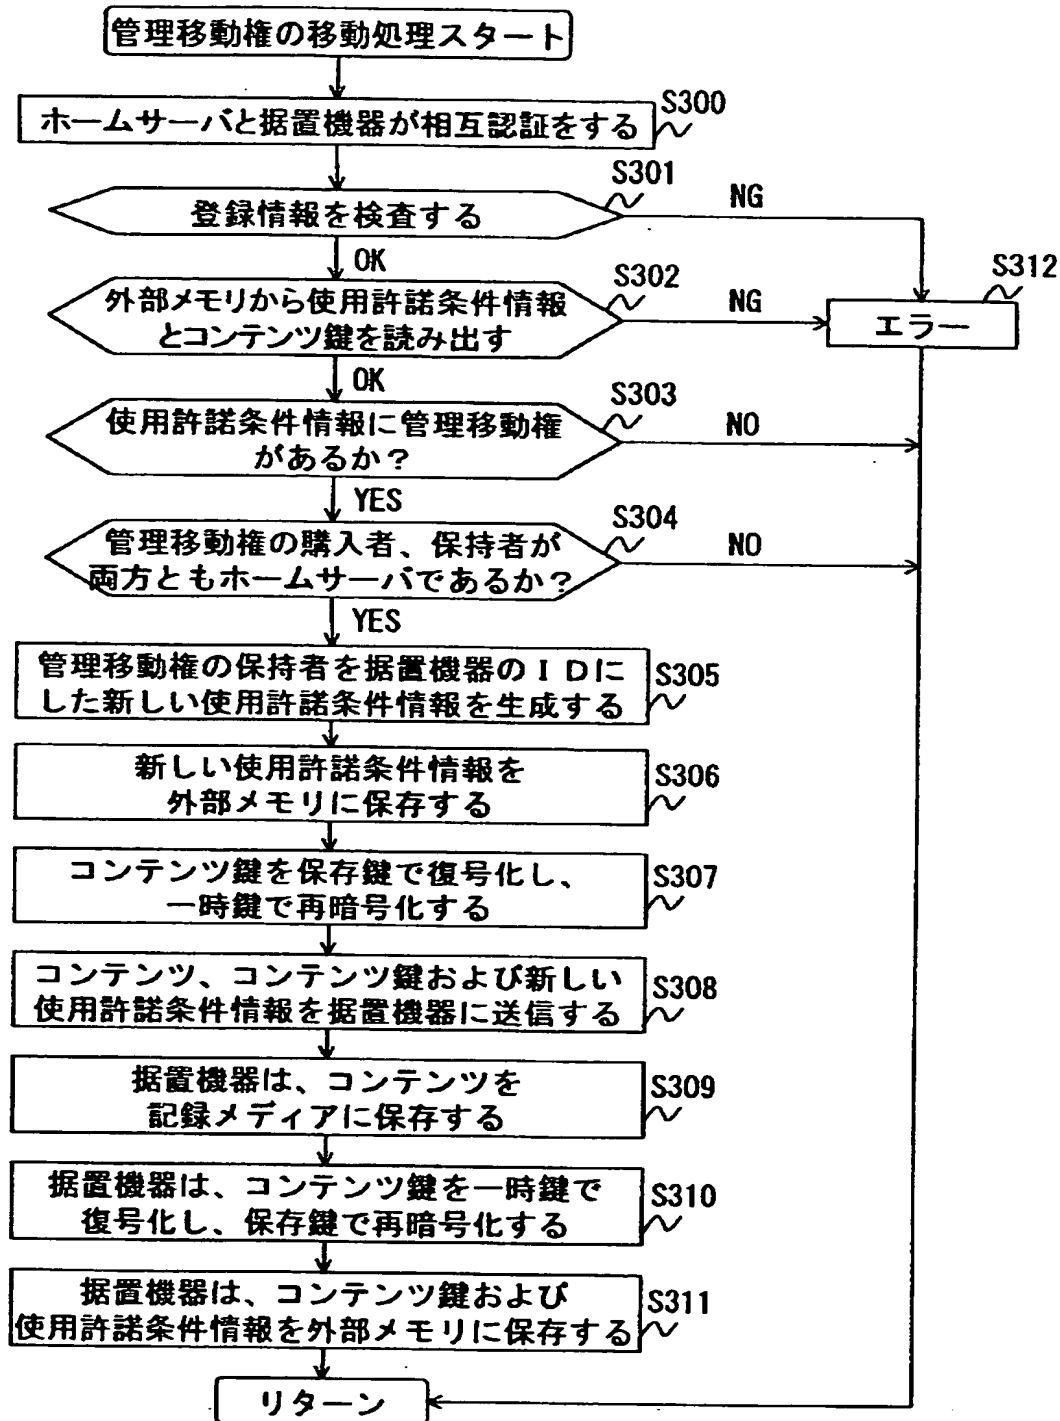 管理移動権の移動処理スタート
S300
ホームサーバと据置機器が相互認証をする
S301
登録情報を検査する
NG
OK
S302
外部メモリから使用許諾条件情報
とコンテンツ鍵を読み出す
NG
S312
エラー
OK
S303
使用許諾条件情報に管理移動権
があるか?
NO
YES
S304
管理移動権の購入者、保持者が
両方ともホームサーバであるか?
NO
YES
管理移動権の保持者を据置機器のIDに
した新しい使用許諾条件情報を生成する
S305
新しい使用許諾条件情報を
外部メモリに保存する
S306
コンテンツ鍵を保存鍵で復号化し、
一時鍵で再暗号化する
S307
コンテンツ、コンテンツ鍵および新しい
使用許諾条件情報を据置機器に送信する
S308
据置機器は、コンテンツを
記録メディアに保存する
S309
据置機器は、コンテンツ鍵を一時鍵で
復号化し、保存鍵で再暗号化する
S310
据置機器は、コンテンツ鍵および
使用許諾条件情報を外部メモリに保存する
S311
リターン